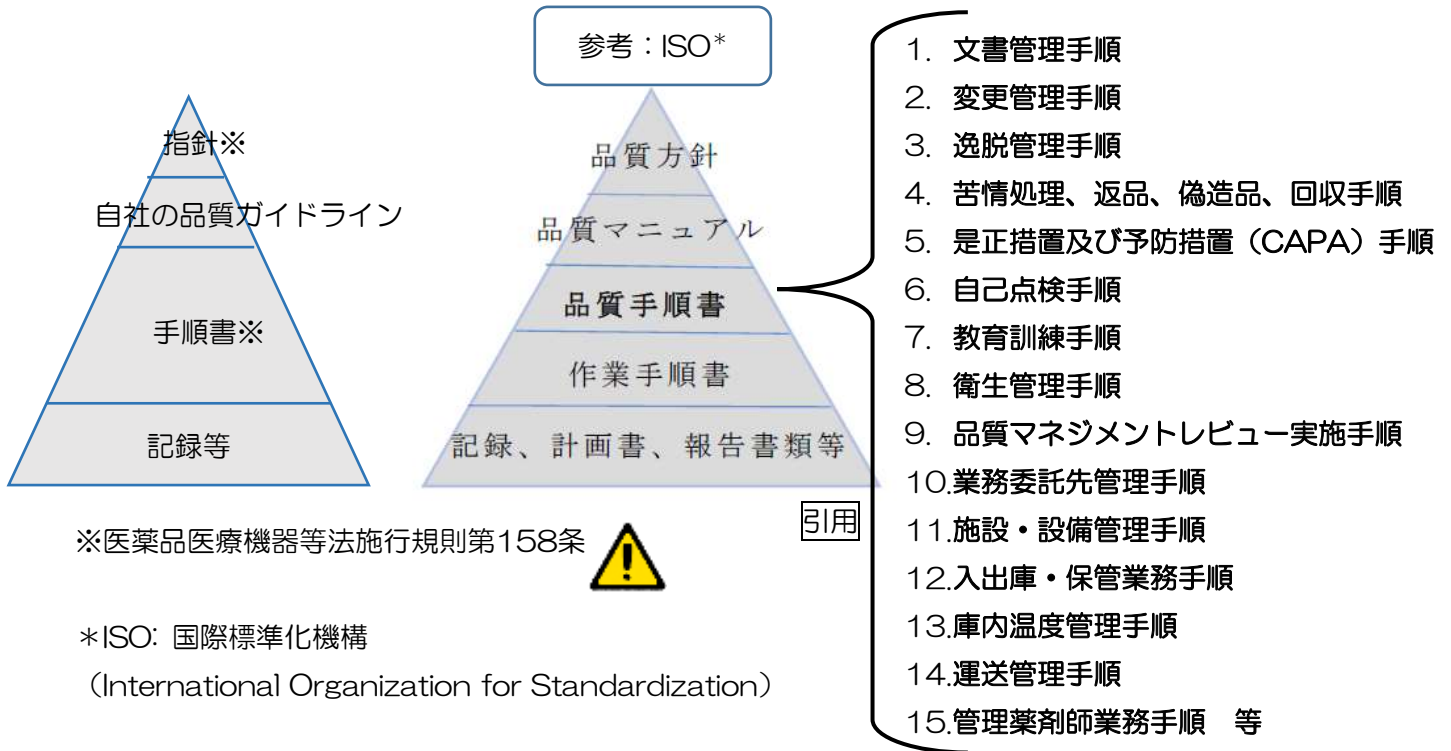 参考：ISO＊
指針※
自社の品質ガイドライン
手順書※
記録等
品質方針
品質マニュアル
品質手順書
作業手順書
記録、計画書、報告書類等
引用
※医薬品医療機器等法施行規則第158条
＊ISO: 国際標準化機構
（International Organization for Standardization）
1. 文書管理手順
2. 変更管理手順
3. 逸脱管理手順
4. 苦情処理、返品、偽造品、回収手順
5. 是正措置及び予防措置（CAPA）手順
6. 自己点検手順
7. 教育訓練手順
8. 衛生管理手順
9. 品質マネジメントレビュー実施手順
10.業務委託先管理手順
11.施設・設備管理手順
12.入出庫・保管業務手順
13.庫内温度管理手順
14.運送管理手順
15.管理薬剤師業務手順　等